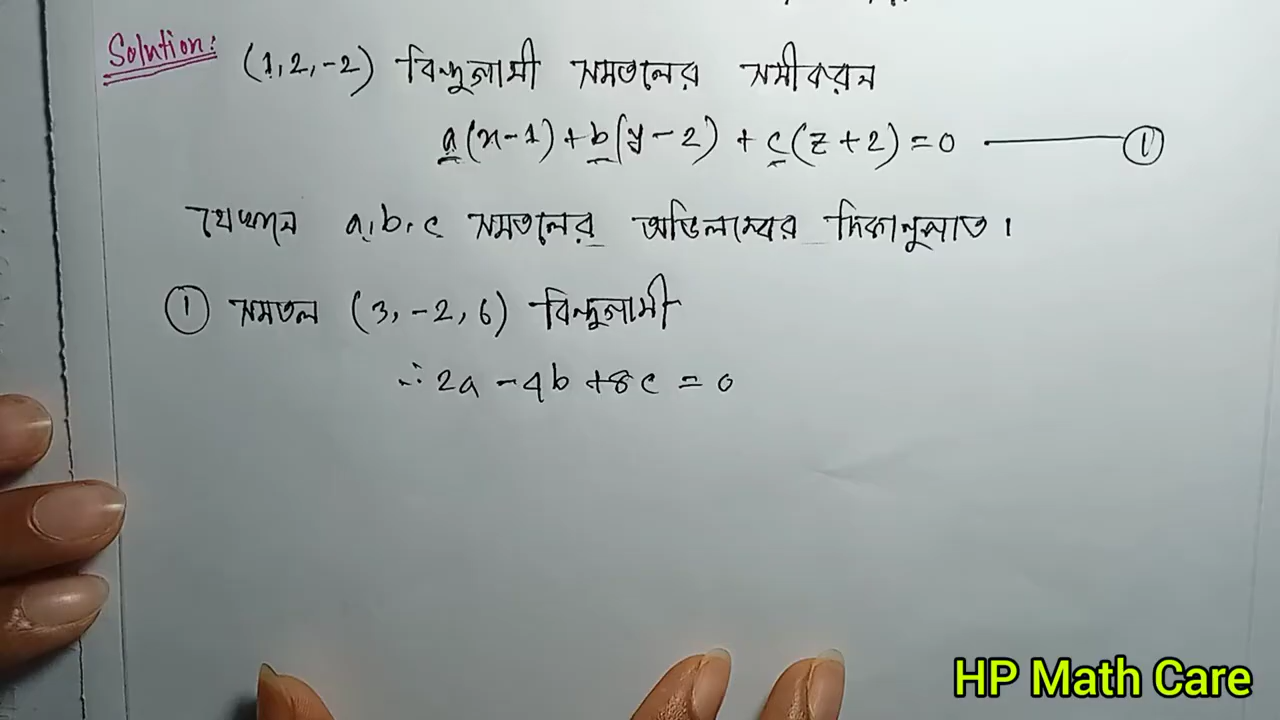 Solution: (1, 2, -2) বিন্দুগামী সমতলের সমীকরন
a(x-1) + b(y-2) + c(z+2) = 0 ——— ①
যেখানে a, b, c সমতলের অভিলম্বের দিকানুপাত।
① সমতল (3, -2, 6) বিন্দুগামী
∴ 2a - 4b + 8c = 0
HP Math Care